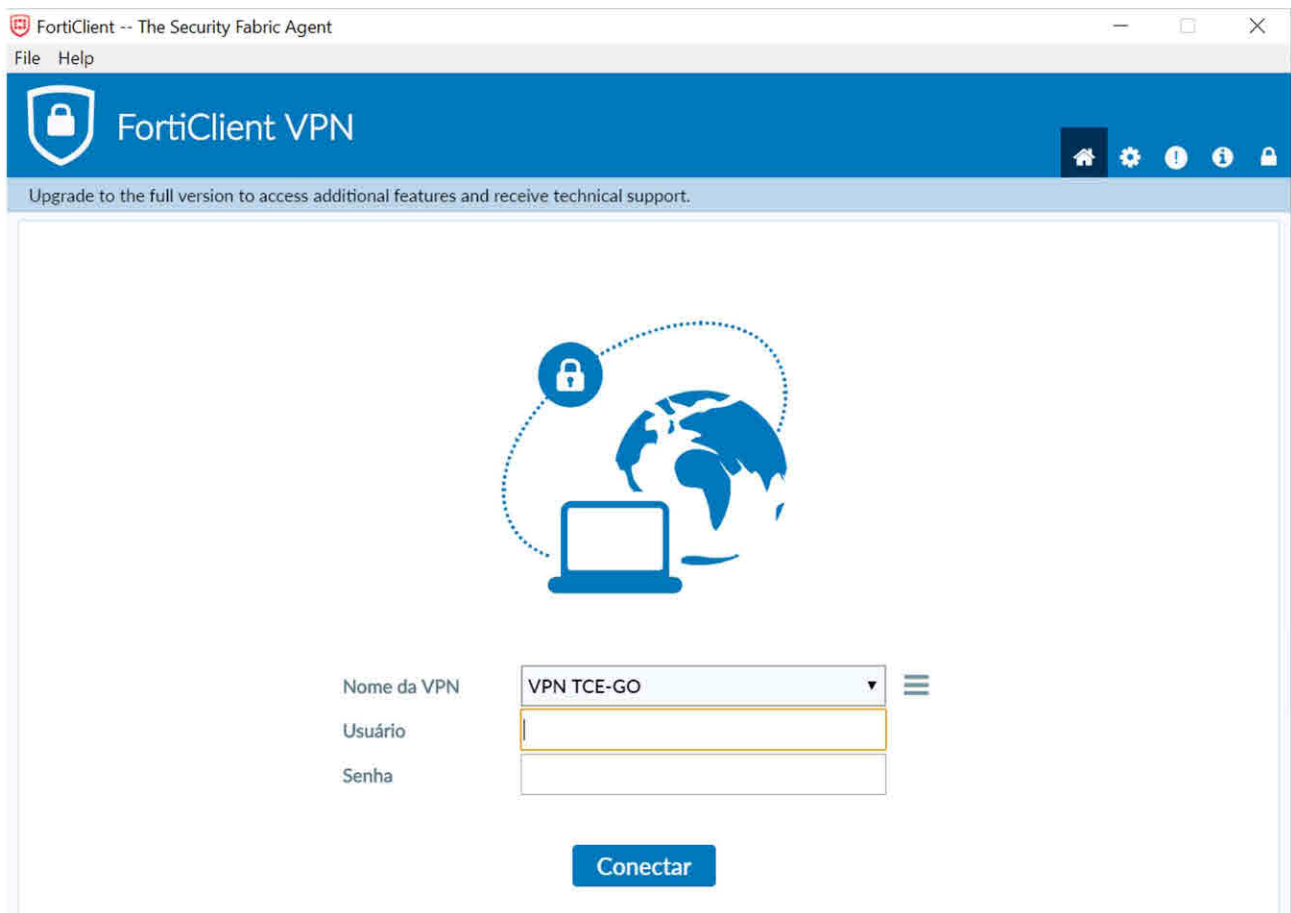 FortiClient -- The Security Fabric Agent
File Help
FortiClient VPN
Upgrade to the full version to access additional features and receive technical support.
Nome da VPN VPN TCE-GO
Usuário
Senha
Conectar